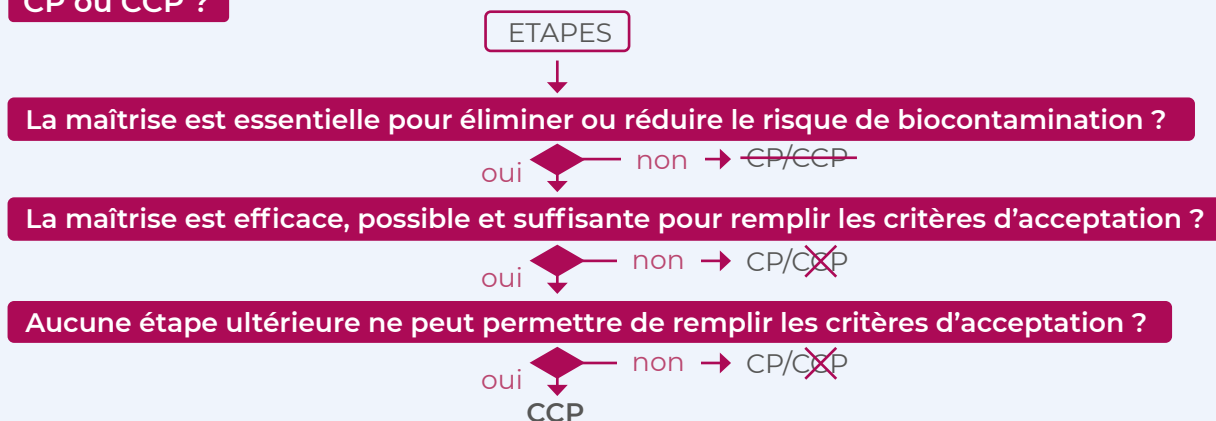 CP ou CCP ?
ETAPES
La maîtrise est essentielle pour éliminer ou réduire le risque de biocontamination ?
oui non CP/CCP
La maîtrise est efficace, possible et suffisante pour remplir les critères d’acceptation ?
oui non CP/CCP
Aucune étape ultérieure ne peut permettre de remplir les critères d’acceptation ?
oui non CP/CCP
CCP